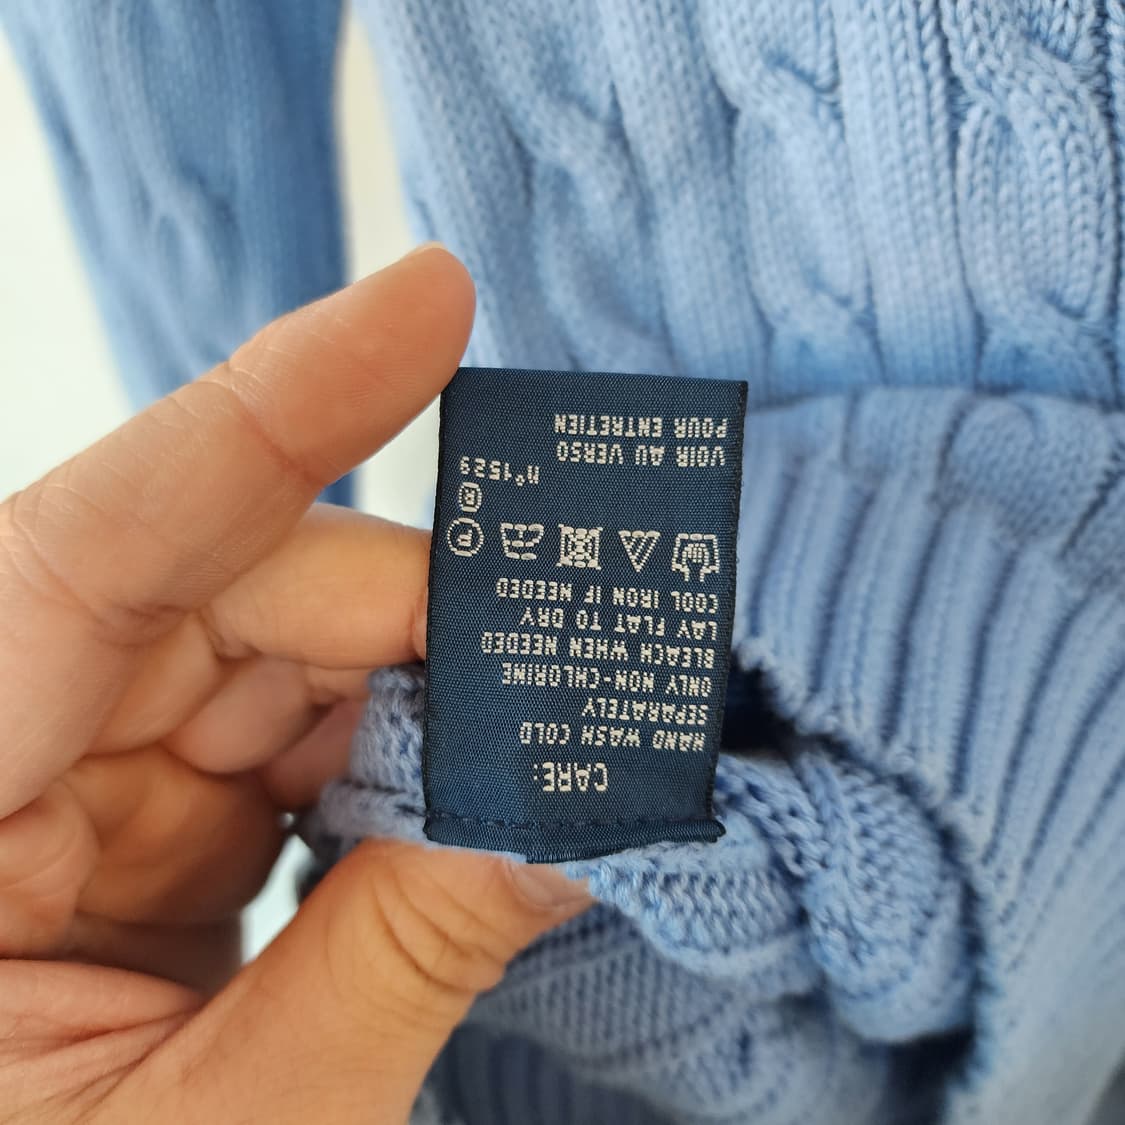 CARE:
HAND WASH COLD
SEPARATELY
ONLY NON-CHLORINE
BLEACH WHEN NEEDED
LAY FLAT TO DRY
COOL IRON IF NEEDED
F
R
n°1529
VOIR AU VERSO
POUR ENTRETIEN